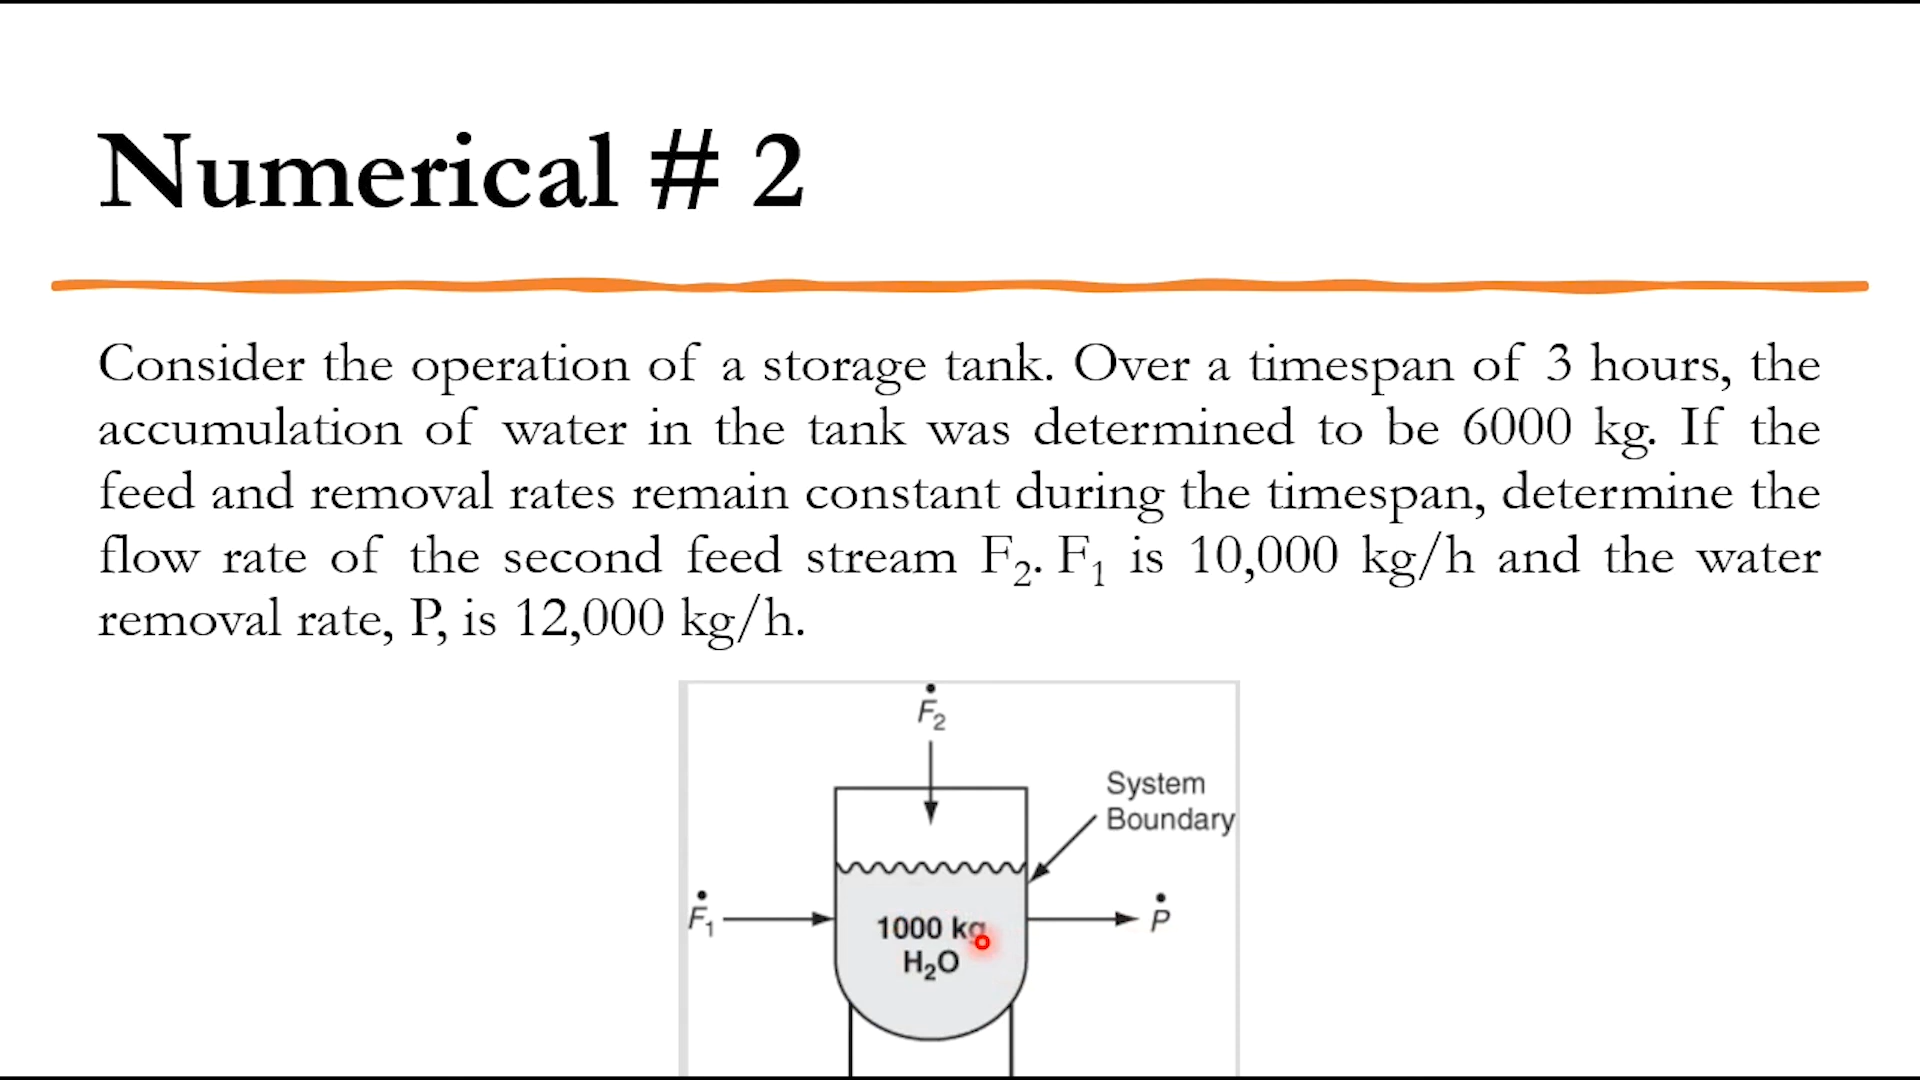 Numerical # 2
Consider the operation of a storage tank. Over a timespan of 3 hours, the
accumulation of water in the tank was determined to be 6000 kg. If the
feed and removal rates remain constant during the timespan, determine the
flow rate of the second feed stream F₂. F₁ is 10,000 kg/h and the water
removal rate, P, is 12,000 kg/h.
Ḟ₂
System
Boundary
Ḟ₁
1000 kg
H₂O
Ṗ